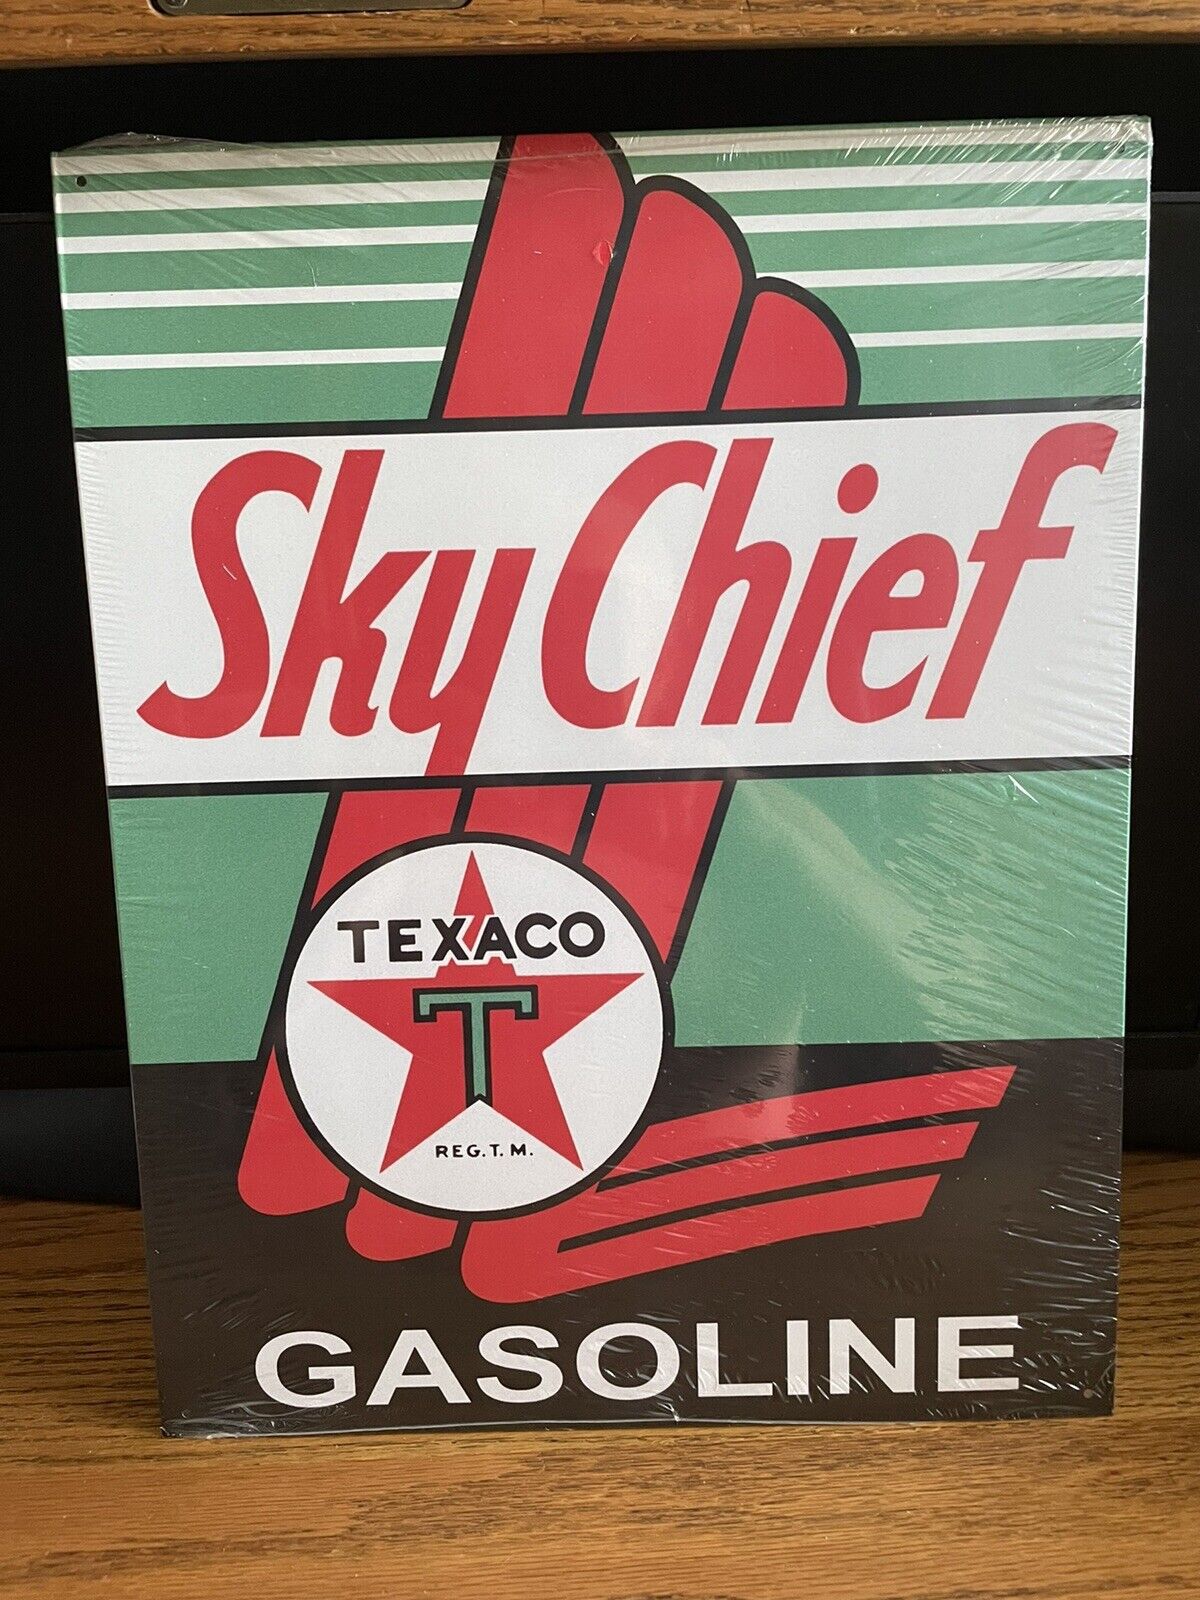 Sky Chief
TEXACO
T
REG. T. M.
GASOLINE